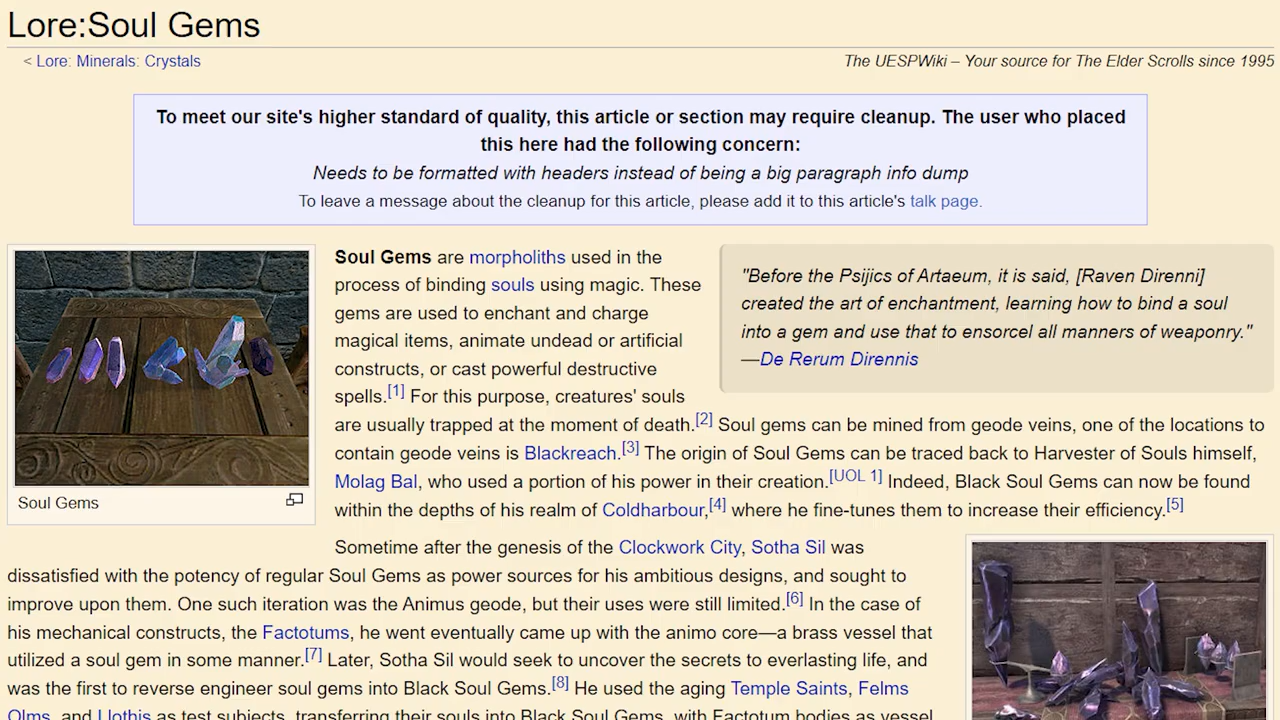 Lore:Soul Gems
< Lore: Minerals: Crystals
The UESPWiki – Your source for The Elder Scrolls since 1995
To meet our site's higher standard of quality, this article or section may require cleanup. The user who placed
this here had the following concern:
Needs to be formatted with headers instead of being a big paragraph info dump
To leave a message about the cleanup for this article, please add it to this article's talk page.
Soul Gems
Soul Gems are morpholiths used in the
process of binding souls using magic. These
gems are used to enchant and charge
magical items, animate undead or artificial
constructs, or cast powerful destructive
spells.[1] For this purpose, creatures' souls
"Before the Psijics of Artaeum, it is said, [Raven Direnni]
created the art of enchantment, learning how to bind a soul
into a gem and use that to ensorcel all manners of weaponry."
—De Rerum Dirennis
are usually trapped at the moment of death.[2] Soul gems can be mined from geode veins, one of the locations to
contain geode veins is Blackreach.[3] The origin of Soul Gems can be traced back to Harvester of Souls himself,
Molag Bal, who used a portion of his power in their creation.[UOL 1] Indeed, Black Soul Gems can now be found
within the depths of his realm of Coldharbour,[4] where he fine-tunes them to increase their efficiency.[5]
Sometime after the genesis of the Clockwork City, Sotha Sil was
dissatisfied with the potency of regular Soul Gems as power sources for his ambitious designs, and sought to
improve upon them. One such iteration was the Animus geode, but their uses were still limited.[6] In the case of
his mechanical constructs, the Factotums, he went eventually came up with the animo core—a brass vessel that
utilized a soul gem in some manner.[7] Later, Sotha Sil would seek to uncover the secrets to everlasting life, and
was the first to reverse engineer soul gems into Black Soul Gems.[8] He used the aging Temple Saints, Felms
Olms, and Llothis as test subjects, transferring their souls into Black Soul Gems, with Factotum bodies as vessel